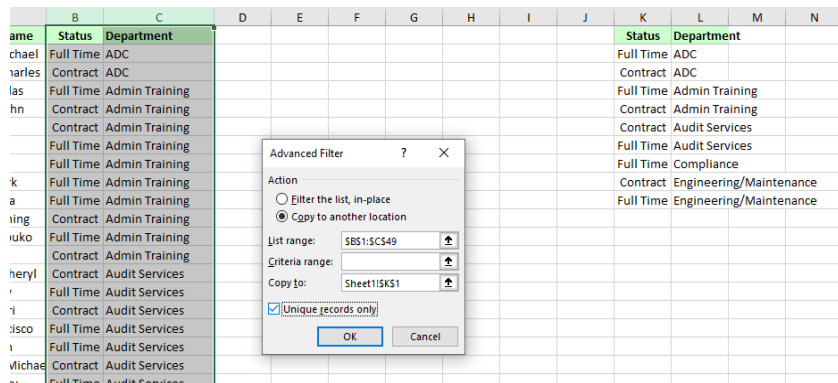 B C D E F G H I J K L M N
ame Status Department Status Department
chael Full Time ADC Full Time ADC
harles Contract ADC Contract ADC
las Full Time Admin Training Full Time Admin Training
hn Contract Admin Training Contract Admin Training
Contract Admin Training Contract Audit Services
Full Time Admin Training Full Time Audit Services
Full Time Admin Training Full Time Compliance
k Full Time Admin Training Contract Engineering/Maintenance
a Full Time Admin Training Full Time Engineering/Maintenance
ning Contract Admin Training
ouko Full Time Admin Training
Contract Admin Training
heryl Contract Audit Services
Full Time Audit Services
ri Contract Audit Services
cisco Full Time Audit Services
Full Time Audit Services
Michae Contract Audit Services
Full Time Audit Services
Advanced Filter ? ×
Action
Filter the list, in-place
Copy to another location
List range: $B$1:$C$49
Criteria range:
Copy to: Sheet1!$K$1
Unique records only
OK Cancel